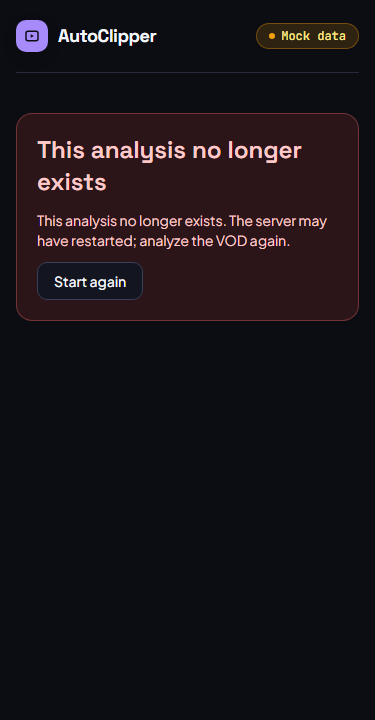 AutoClipper
Mock data
This analysis no longer
exists
This analysis no longer exists. The server may
have restarted; analyze the VOD again.
Start again